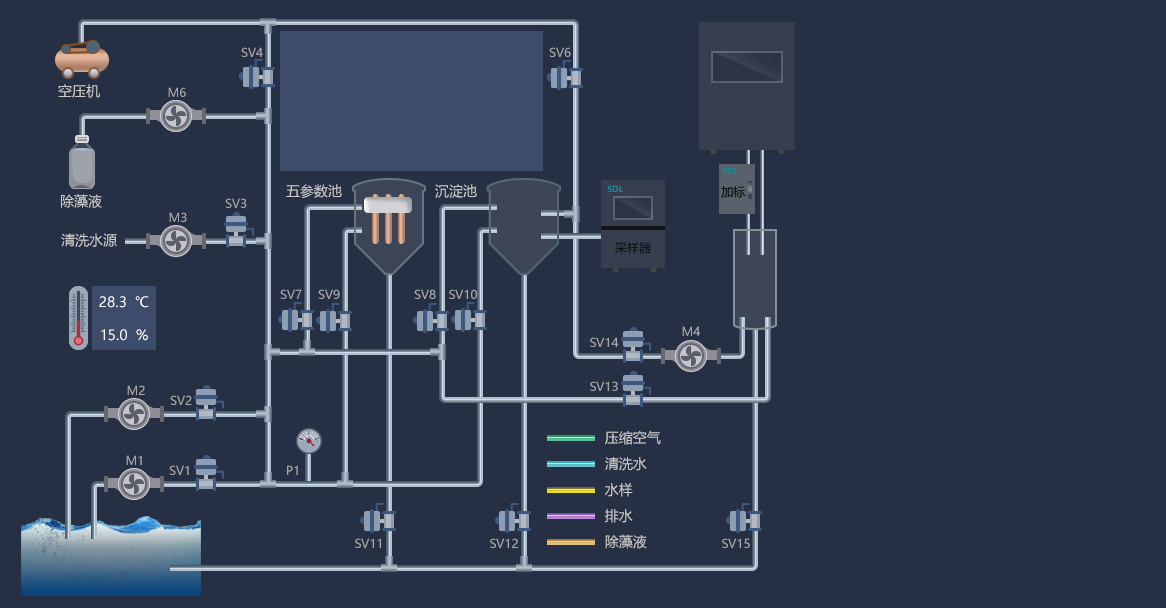 SV4
SV6
空压机
M6
SDL
加标
五参数池
沉淀池
SDL
除藻液
SV3
M3
清洗水源
采样器
28.3 ℃
15.0 %
SV7
SV9
SV8
SV10
M4
SV14
SV13
M2
SV2
M1
SV1
P1
压缩空气
清洗水
水样
排水
除藻液
SV11
SV12
SV15